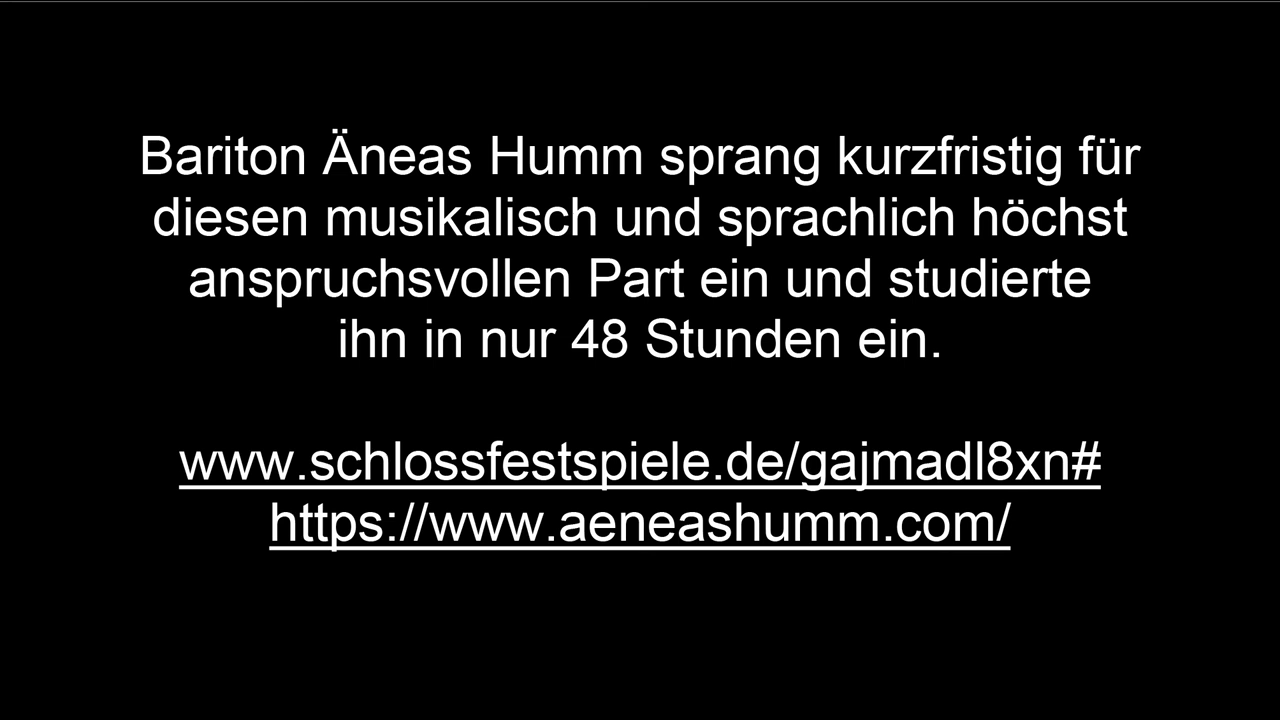 Bariton Äneas Humm sprang kurzfristig für
diesen musikalisch und sprachlich höchst
anspruchsvollen Part ein und studierte
ihn in nur 48 Stunden ein.
www.schlossfestspiele.de/gajmadl8xn#
https://www.aeneashumm.com/